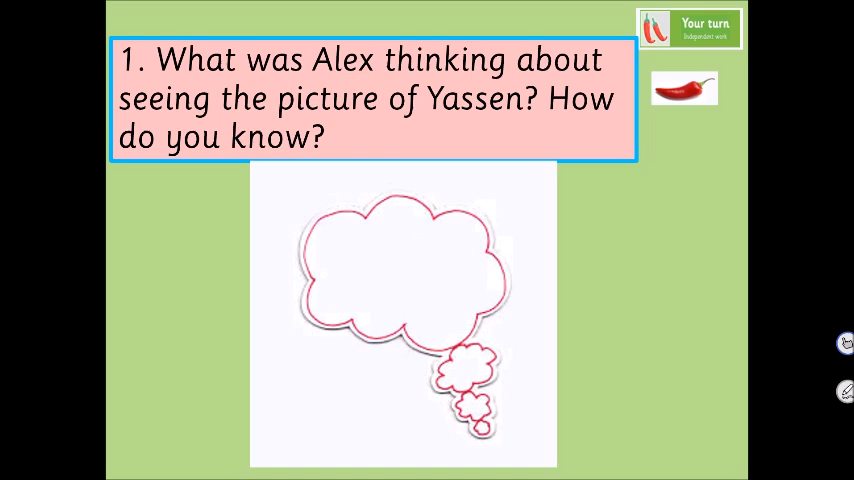 Your turn
Independent work
1. What was Alex thinking about
seeing the picture of Yassen? How
do you know?